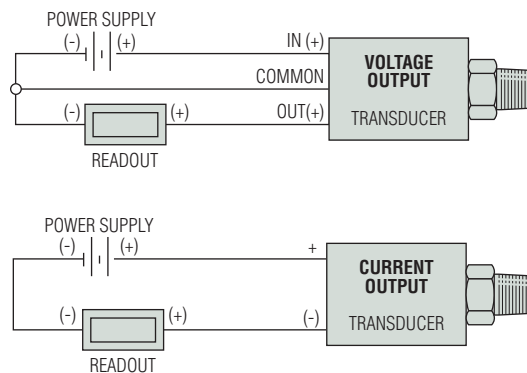 POWER SUPPLY
(-) (+) IN (+)
COMMON
(-) (+) OUT(+)
READOUT
VOLTAGE
OUTPUT
TRANSDUCER
POWER SUPPLY
(-) (+) +
(-) (+) (-)
READOUT
CURRENT
OUTPUT
TRANSDUCER